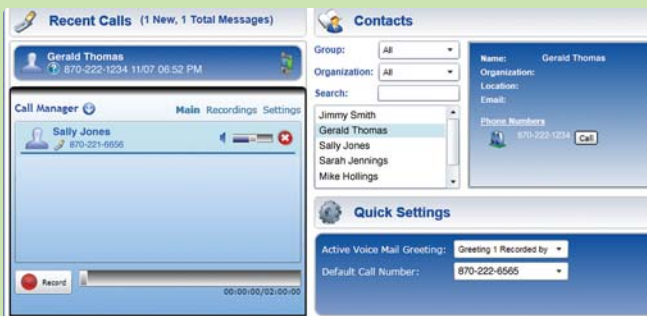 Recent Calls (1 New, 1 Total Messages)
Gerald Thomas
870-222-1234 11/07 06:52 PM
Call Manager
Main Recordings Settings
Sally Jones
870-221-6656
Record
00:00:00/02:00:00
Contacts
Group: All
Organization: All
Search:
Jimmy Smith
Gerald Thomas
Sally Jones
Sarah Jennings
Mike Hollings
Name: Gerald Thomas
Organization:
Location:
Email:
Phone Numbers
870-222-1234 Call
Quick Settings
Active Voice Mail Greeting: Greeting 1 Recorded by
Default Call Number: 870-222-6565